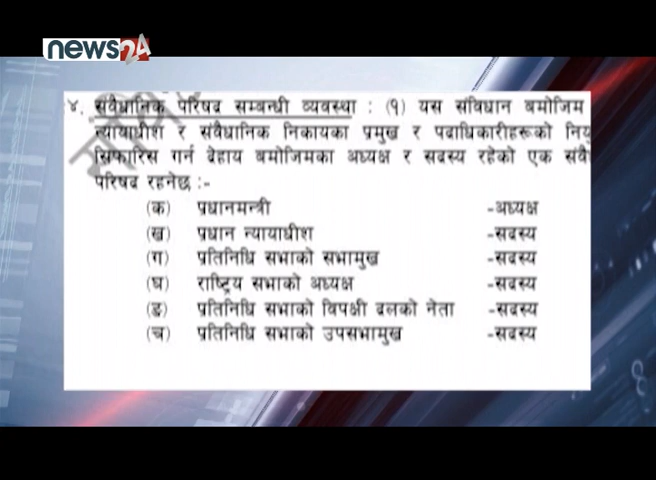 news24
४. संवैधानिक परिषद सम्बन्धी व्यवस्था : (१) यस संविधान बमोजिम
न्यायाधीश र संवैधानिक निकायका प्रमुख र पदाधिकारीहरूको नियु
सिफारिस गर्न देहाय बमोजिमका अध्यक्ष र सदस्य रहेको एक संवै
परिषद रहनेछ :-
(क) प्रधानमन्त्री -अध्यक्ष
(ख) प्रधान न्यायाधीश -सदस्य
(ग) प्रतिनिधि सभाको सभामुख -सदस्य
(घ) राष्ट्रिय सभाको अध्यक्ष -सदस्य
(ङ) प्रतिनिधि सभाको विपक्षी दलको नेता -सदस्य
(च) प्रतिनिधि सभाको उपसभामुख -सदस्य